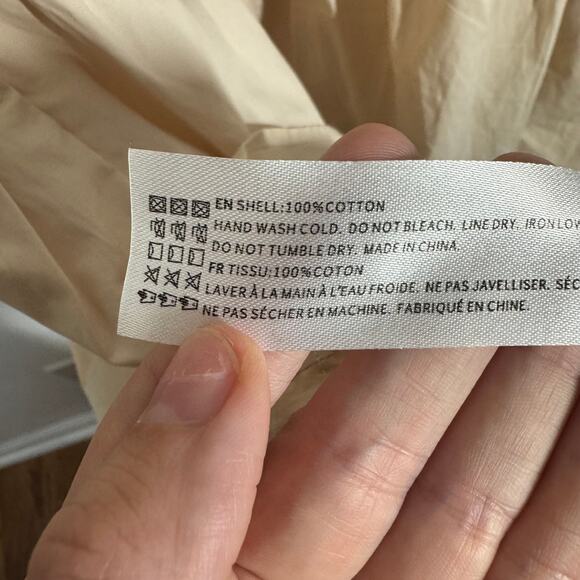 EN SHELL:100%COTTON
HAND WASH COLD. DO NOT BLEACH. LINE DRY. IRON LOW
DO NOT TUMBLE DRY. MADE IN CHINA.
FR TISSU:100%COTON
LAVER À LA MAIN À L'EAU FROIDE. NE PAS JAVELLISER. SÉC
NE PAS SÉCHER EN MACHINE. FABRIQUÉ EN CHINE.